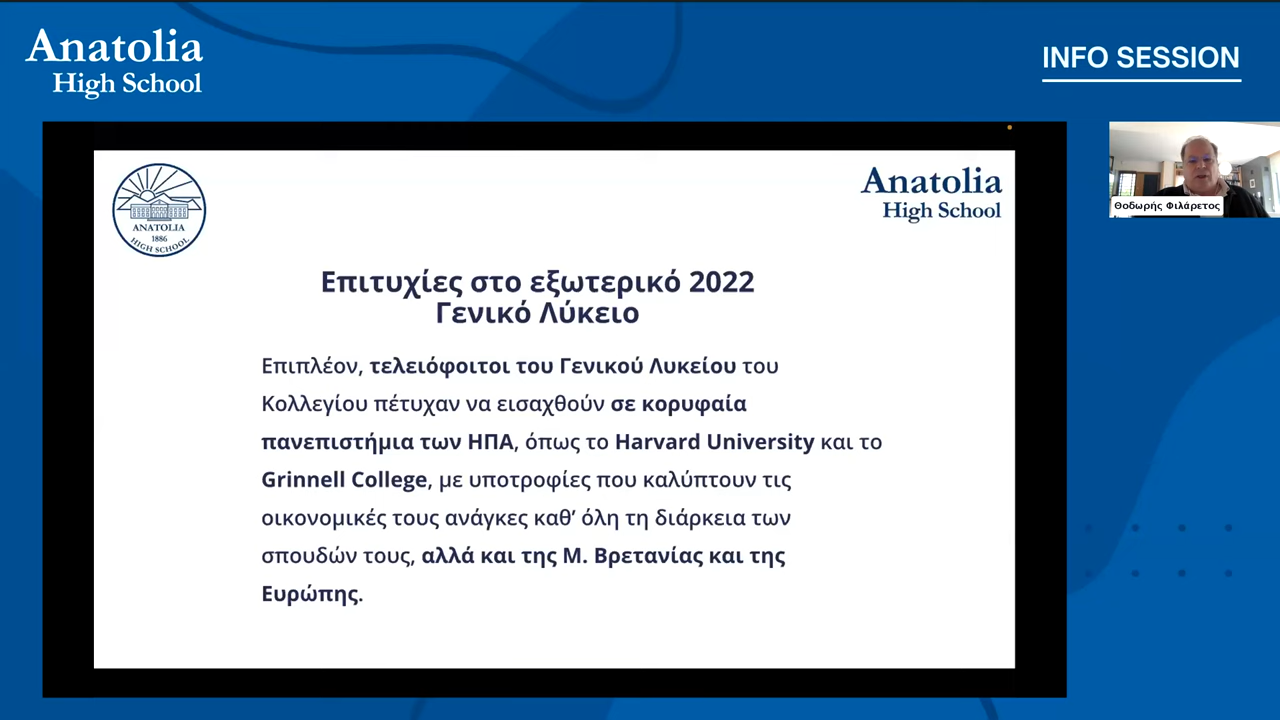 Anatolia
High School
INFO SESSION
Θοδωρής Φιλάρετος
ANATOLIA
1886
HIGH SCHOOL
Anatolia
High School
Επιτυχίες στο εξωτερικό 2022
Γενικό Λύκειο
Επιπλέον, τελειόφοιτοι του Γενικού Λυκείου του
Κολλεγίου πέτυχαν να εισαχθούν σε κορυφαία
πανεπιστήμια των ΗΠΑ, όπως το Harvard University και το
Grinnell College, με υποτροφίες που καλύπτουν τις
οικονομικές τους ανάγκες καθ’ όλη τη διάρκεια των
σπουδών τους, αλλά και της Μ. Βρετανίας και της
Ευρώπης.